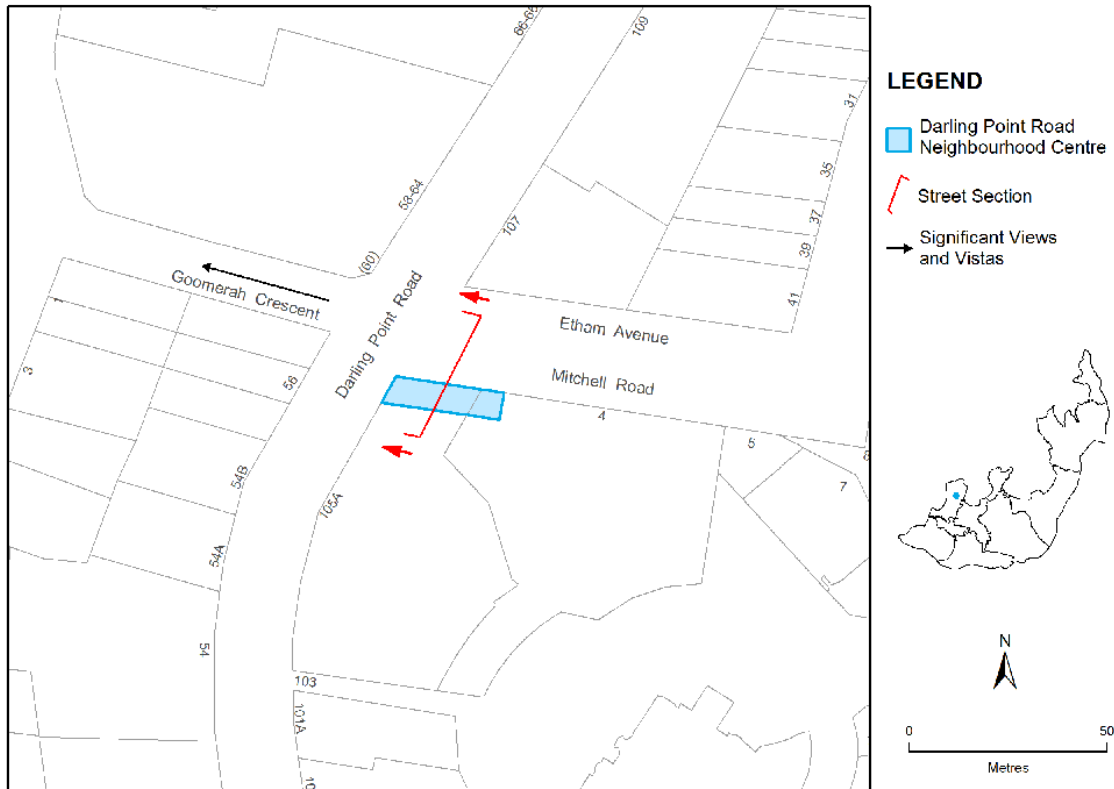 66-66
109
31
35
37
39
41
58-64
107
(60)
Goomerah Crescent
Darling Point Road
Etham Avenue
Mitchell Road
1
3
56
54B
54A
54
105A
4
5
7
103
101A
LEGEND
Darling Point Road
Neighbourhood Centre
Street Section
Significant Views
and Vistas
N
0
50
Metres